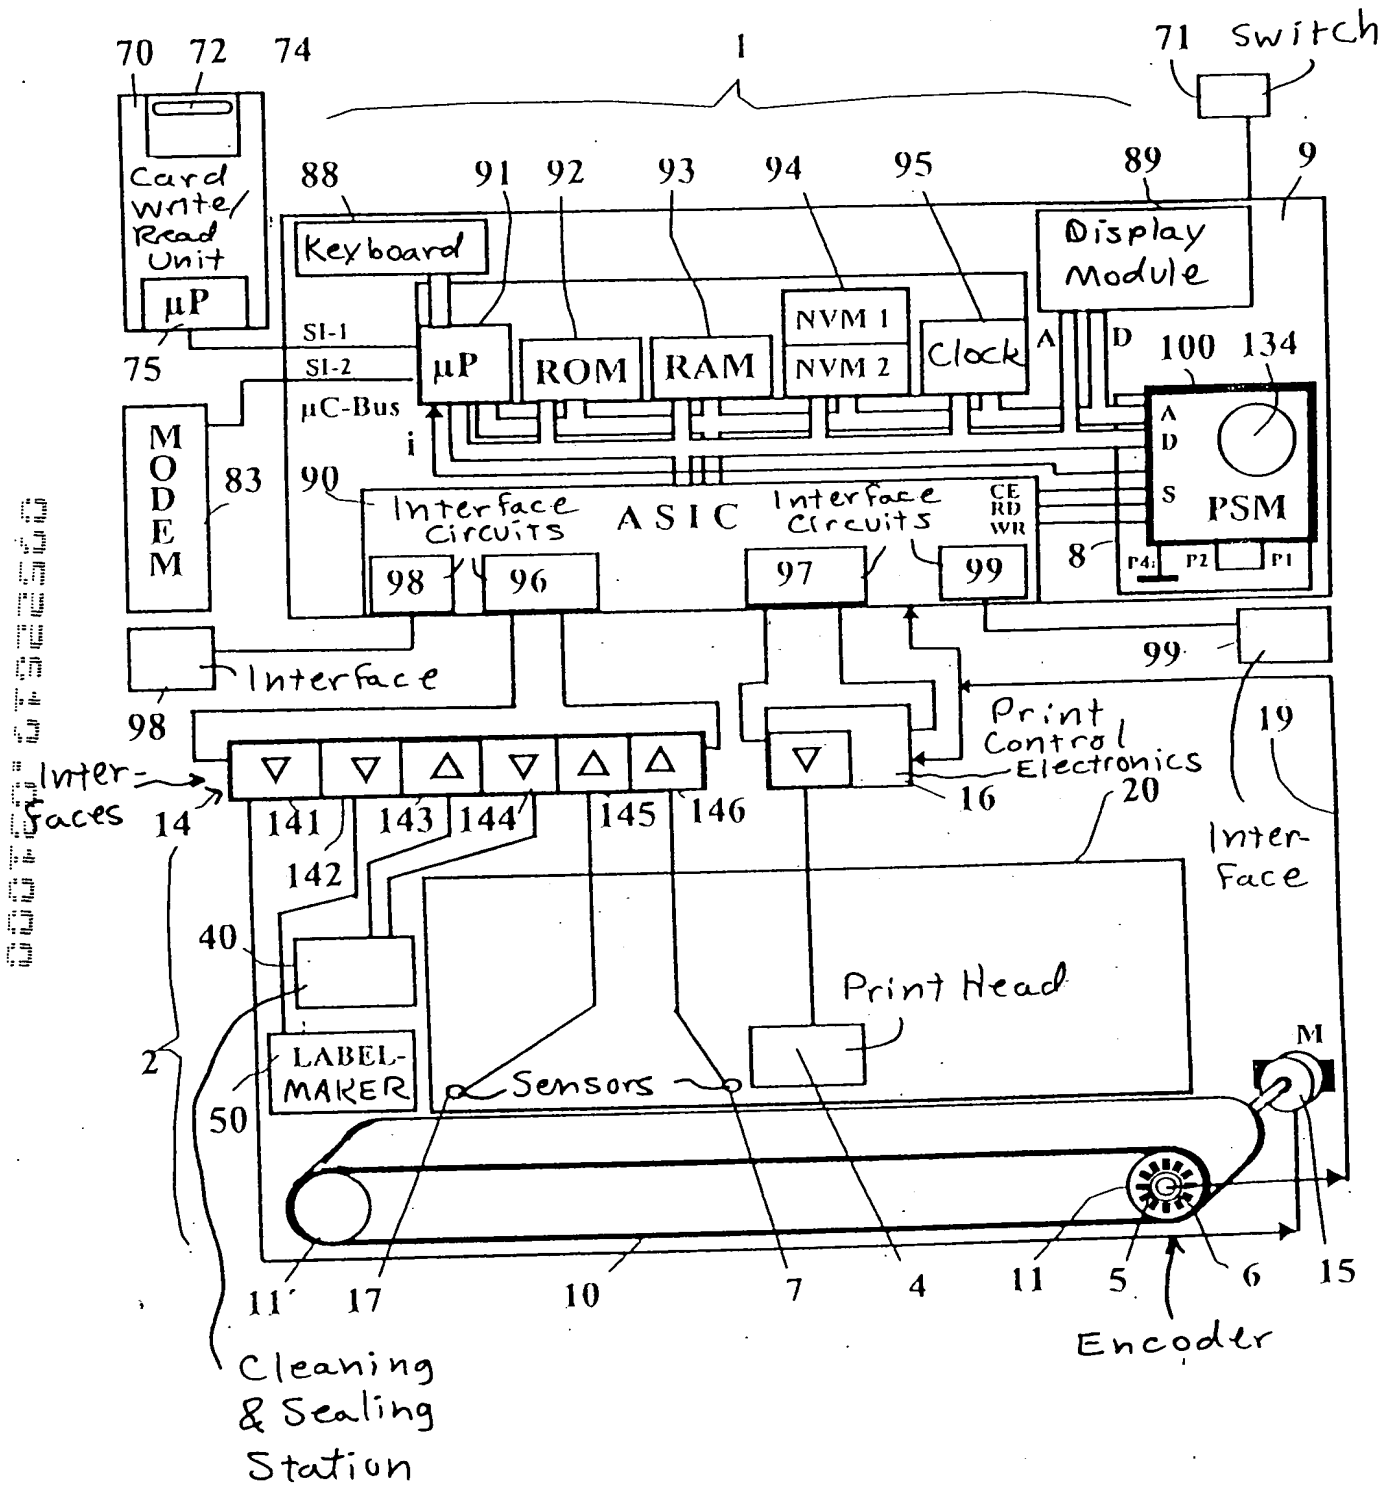 70 72 74
1
71 Switch
Card
Write/
Read
Unit
µP
75
88 91 92 93 94 95 89 9
Keyboard
Display
Module
SI-1
SI-2
µC-Bus
i
µP
ROM
RAM
NVM 1
NVM 2
Clock
A D
100 134
A
D
S
PSM
P4 P2 P1
8
MODEM
83
90
Interface
Circuits
ASIC
Interface
Circuits
CE
RD
WR
98 96 97 99
Interface
98
99
Inter-
face
19
Inter-
faces
14
141 142 143 144 145 146
Print
Control
Electronics
16
20
2
40
LABEL-
MAKER
50
Sensors
Print Head
M
11' 17 10 7 4 11 5 6 15
Encoder
Cleaning
& Sealing
Station